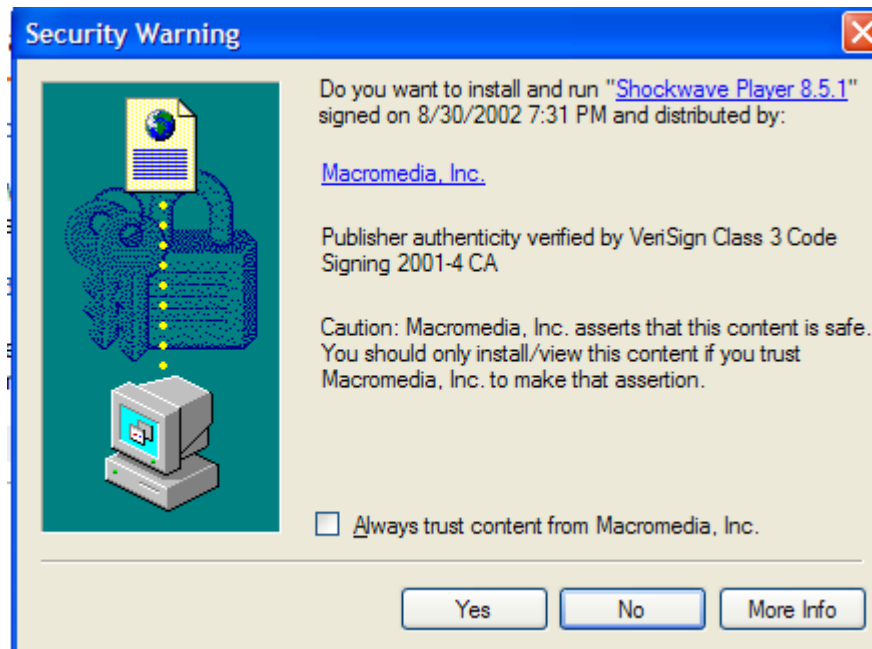 Security Warning
Do you want to install and run "Shockwave Player 8.5.1"
signed on 8/30/2002 7:31 PM and distributed by:
Macromedia, Inc.
Publisher authenticity verified by VeriSign Class 3 Code
Signing 2001-4 CA
Caution: Macromedia, Inc. asserts that this content is safe.
You should only install/view this content if you trust
Macromedia, Inc. to make that assertion.
Always trust content from Macromedia, Inc.
Yes
No
More Info